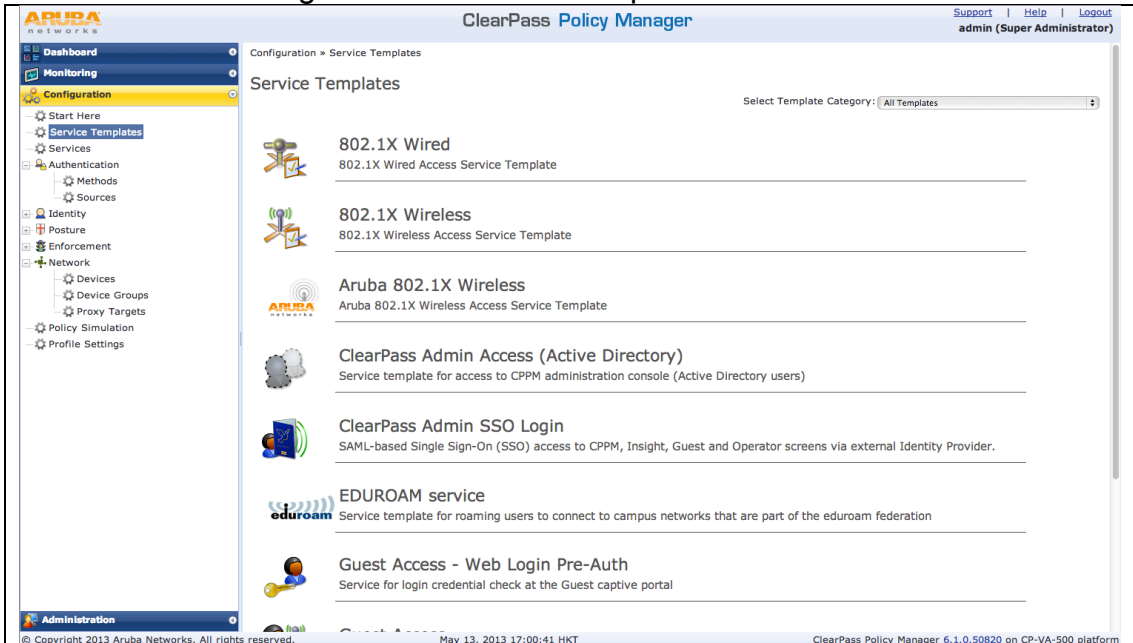 ARUBA
networks
ClearPass Policy Manager
Support | Help | Logout
admin (Super Administrator)
Dashboard
Monitoring
Configuration
Start Here
Service Templates
Services
Authentication
Methods
Sources
Identity
Posture
Enforcement
Network
Devices
Device Groups
Proxy Targets
Policy Simulation
Profile Settings
Administration
Configuration » Service Templates
Service Templates
Select Template Category: All Templates
802.1X Wired
802.1X Wired Access Service Template
802.1X Wireless
802.1X Wireless Access Service Template
ARUBA
networks
Aruba 802.1X Wireless
Aruba 802.1X Wireless Access Service Template
ClearPass Admin Access (Active Directory)
Service template for access to CPPM administration console (Active Directory users)
ClearPass Admin SSO Login
SAML-based Single Sign-On (SSO) access to CPPM, Insight, Guest and Operator screens via external Identity Provider.
eduroam
EDUROAM service
Service template for roaming users to connect to campus networks that are part of the eduroam federation
Guest Access - Web Login Pre-Auth
Service for login credential check at the Guest captive portal
© Copyright 2013 Aruba Networks. All rights reserved.
May 13, 2013 17:00:41 HKT
ClearPass Policy Manager 6.1.0.50820 on CP-VA-500 platform